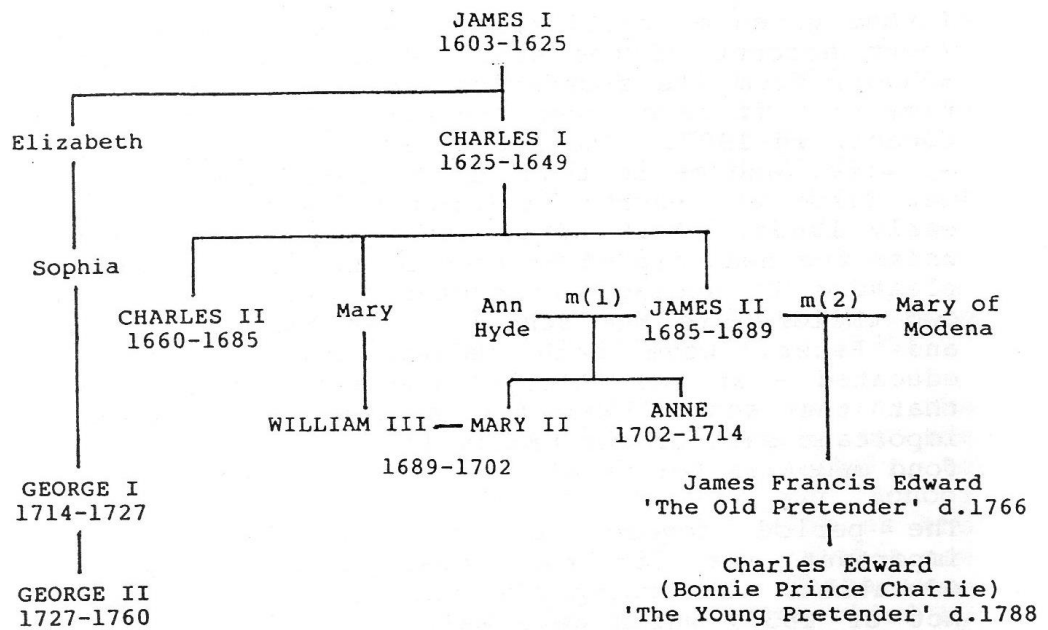 JAMES I
1603-1625
Elizabeth
CHARLES I
1625-1649
Sophia
CHARLES II
1660-1685
Mary
Ann
Hyde
m(1)
JAMES II
1685-1689
m(2)
Mary of
Modena
WILLIAM III
MARY II
1689-1702
ANNE
1702-1714
GEORGE I
1714-1727
James Francis Edward
'The Old Pretender' d.1766
GEORGE II
1727-1760
Charles Edward
(Bonnie Prince Charlie)
'The Young Pretender' d.1788